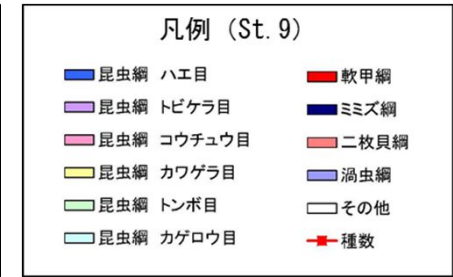 凡例 (St.9)
昆虫綱 ハエ目
昆虫綱 トビケラ目
昆虫綱 コウチュウ目
昆虫綱 カワゲラ目
昆虫綱 トンボ目
昆虫綱 カゲロウ目
軟甲綱
ミミズ綱
二枚貝綱
渦虫綱
その他
種数